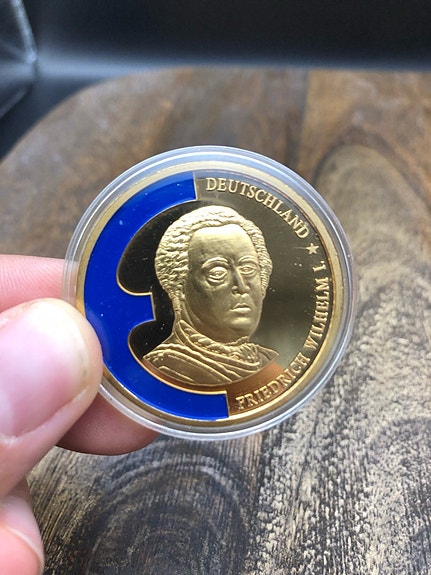 DEUTSCHLAND ★ FRIEDRICH WILHELM I.